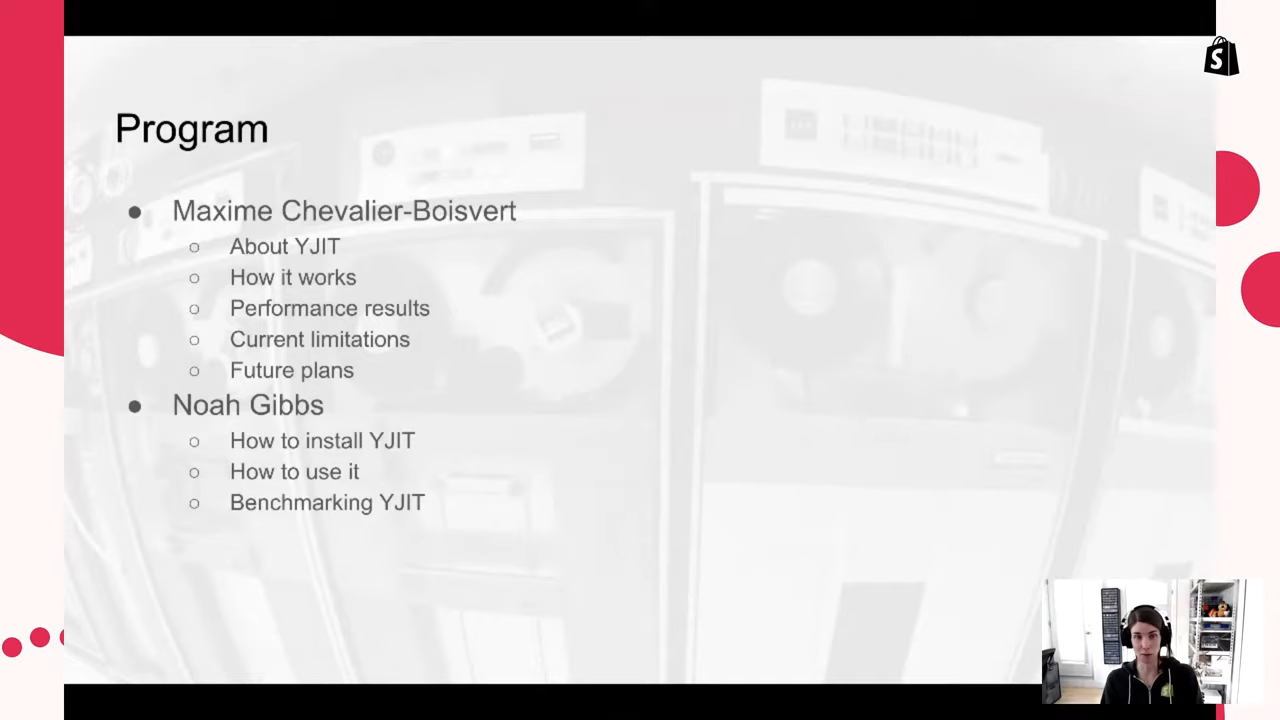 Program
● Maxime Chevalier-Boisvert
○ About YJIT
○ How it works
○ Performance results
○ Current limitations
○ Future plans
● Noah Gibbs
○ How to install YJIT
○ How to use it
○ Benchmarking YJIT